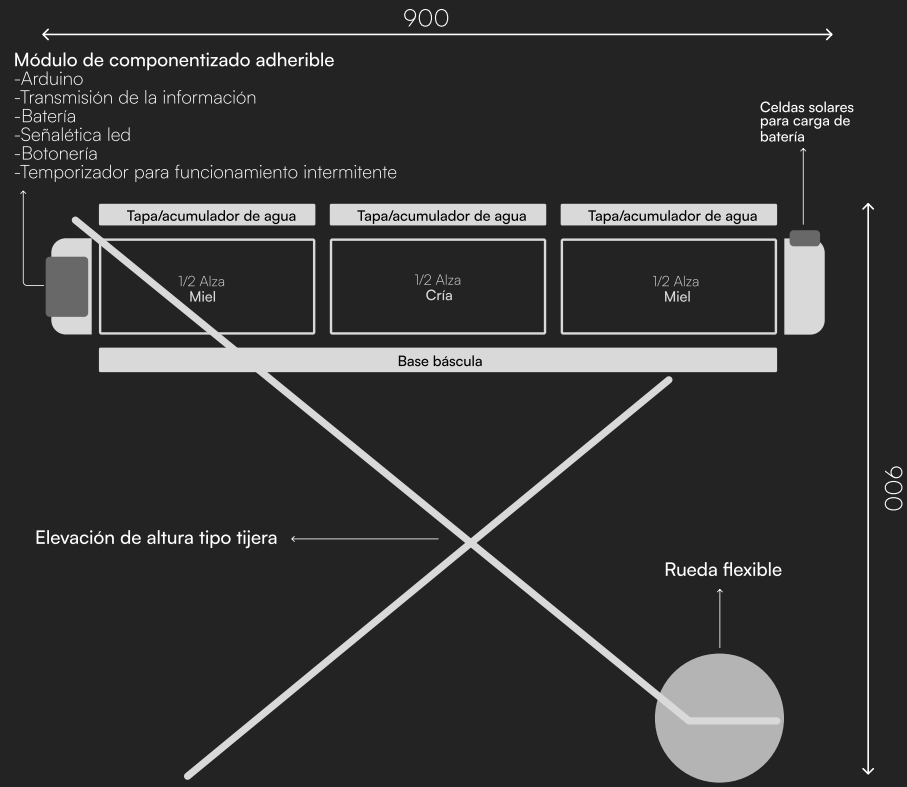 900
Módulo de componentizado adherible
-Arduino
-Transmisión de la información
-Batería
-Señalética led
-Botonería
-Temporizador para funcionamiento intermitente
Celdas solares
para carga de
batería
Tapa/acumulador de agua
Tapa/acumulador de agua
Tapa/acumulador de agua
1/2 Alza
Miel
1/2 Alza
Cría
1/2 Alza
Miel
Base báscula
900
Elevación de altura tipo tijera
Rueda flexible